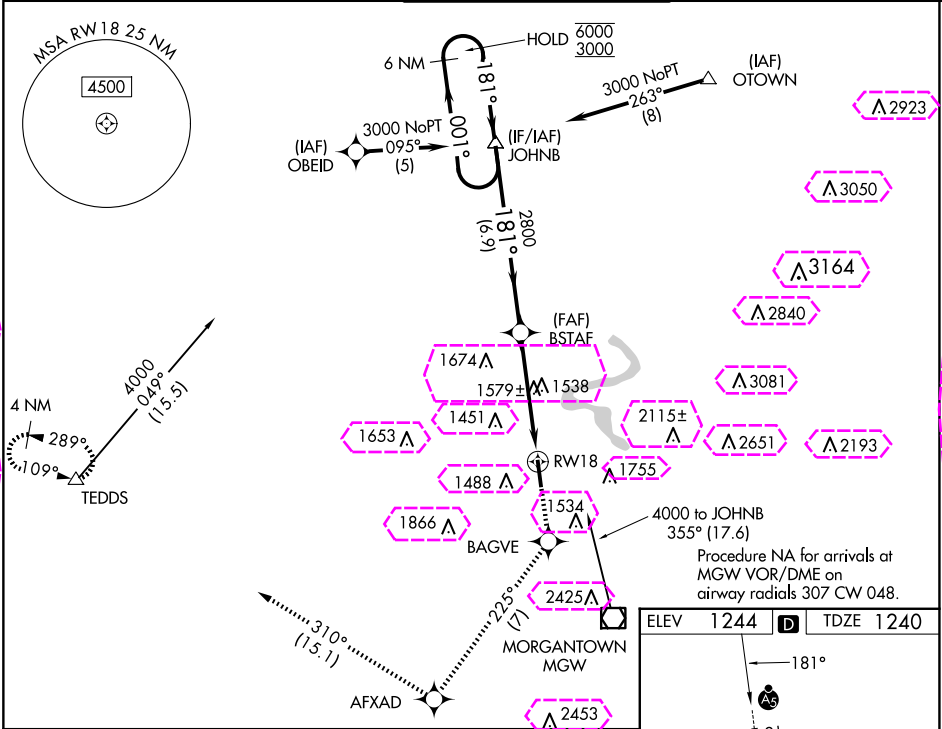 MSA RW18 25 NM
4500
HOLD 6000
3000
6 NM
181°
001°
(IAF)
OTOWN
3000 NoPT
263°
(8)
2923
(IAF)
OBEID
3000 NoPT
095°
(5)
(IF/IAF)
JOHNB
3050
2800
181°
(6.9)
3164
2840
4000
049°
(15.5)
(FAF)
BSTAF
1674
1579±
1538
3081
4 NM
289°
109°
TEDDS
1451
1653
2115±
2651
2193
RW18
1488
1755
1534
1866
BAGVE
4000 to JOHNB
355° (17.6)
Procedure NA for arrivals at
MGW VOR/DME on
airway radials 307 CW 048.
2425
225°
(7)
310°
(15.1)
MORGANTOWN
MGW
AFXAD
2453
ELEV 1244 D TDZE 1240
181°
A5